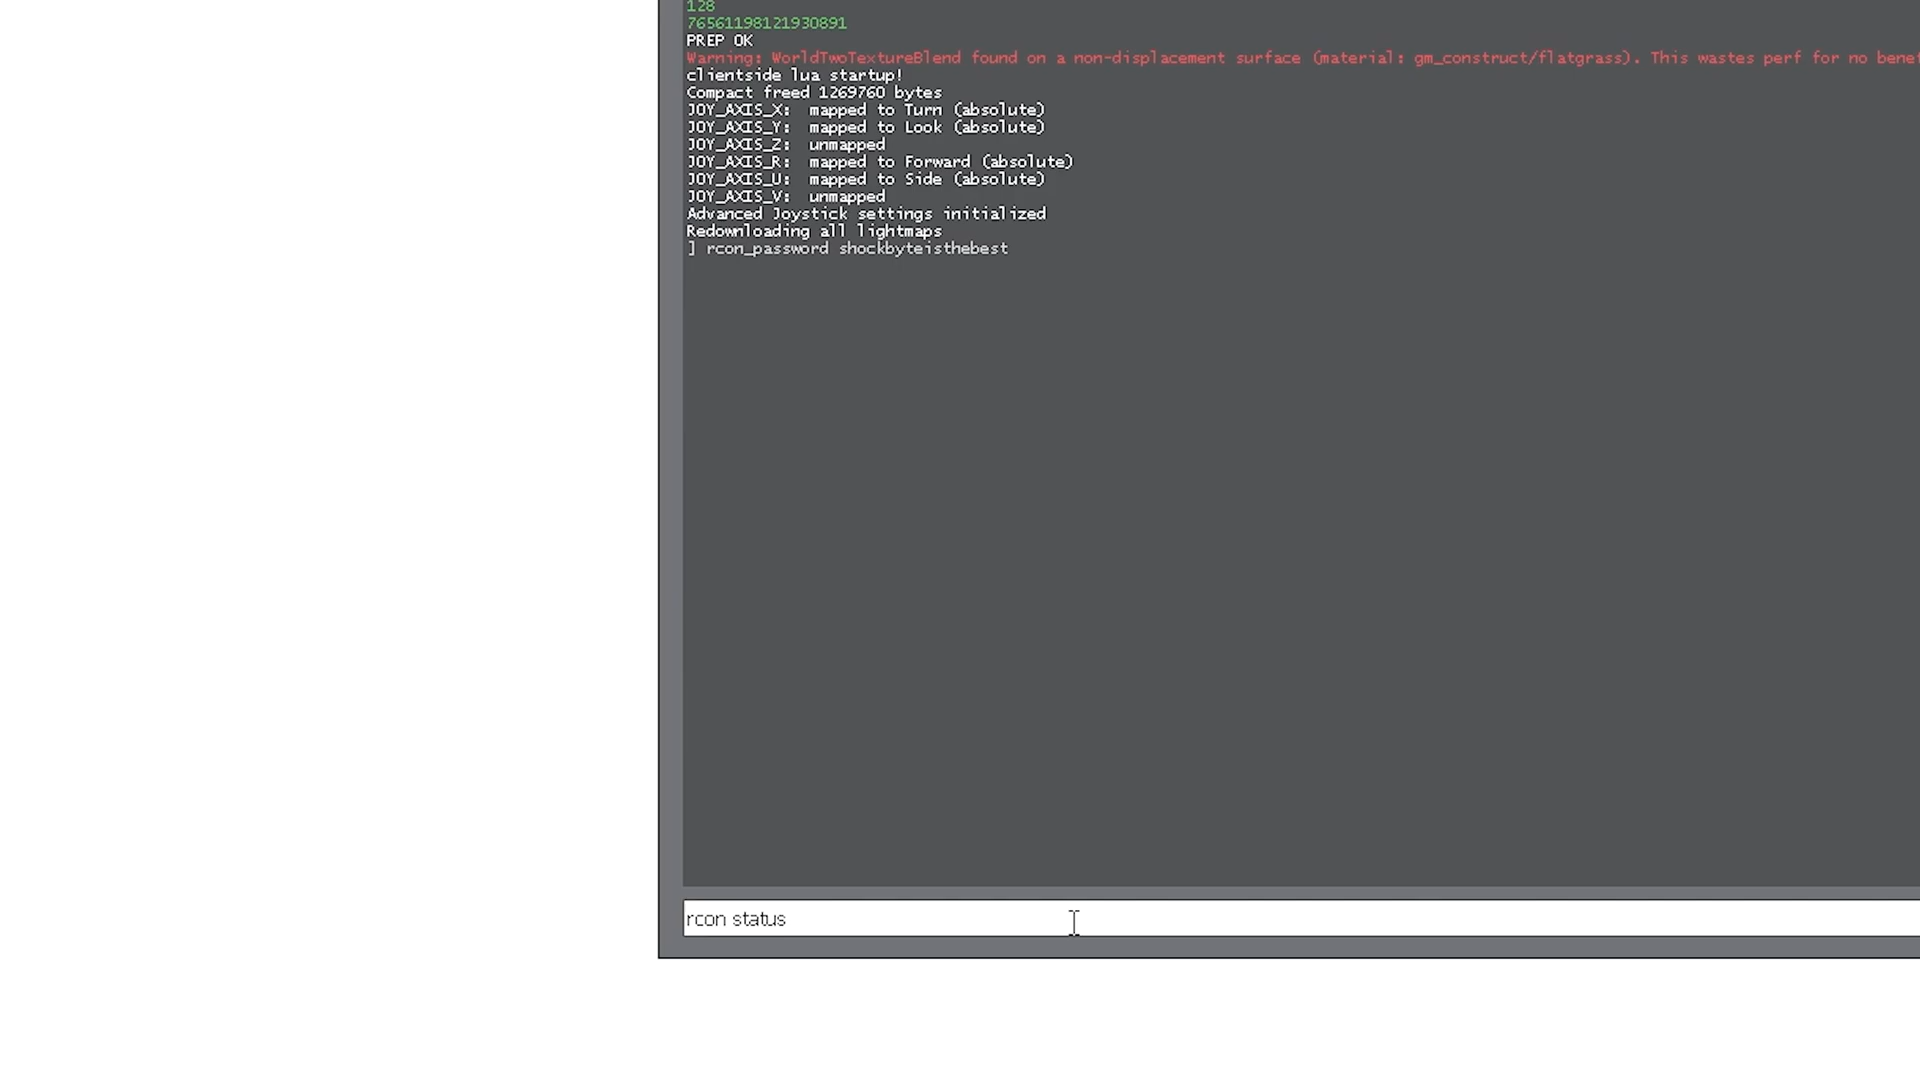 128
76561198121930891
PREP OK
Warning: WorldTwoTextureBlend found on a non-displacement surface (material: gm_construct/flatgrass). This wastes perf for no
clientside lua startup!
Compact freed 1269760 bytes
JOY_AXIS_X:  mapped to Turn (absolute)
JOY_AXIS_Y:  mapped to Look (absolute)
JOY_AXIS_Z:  unmapped
JOY_AXIS_R:  mapped to Forward (absolute)
JOY_AXIS_U:  mapped to Side (absolute)
JOY_AXIS_V:  unmapped
Advanced Joystick settings initialized
Redownloading all lightmaps
] rcon_password shockbyteisthebest
rcon status